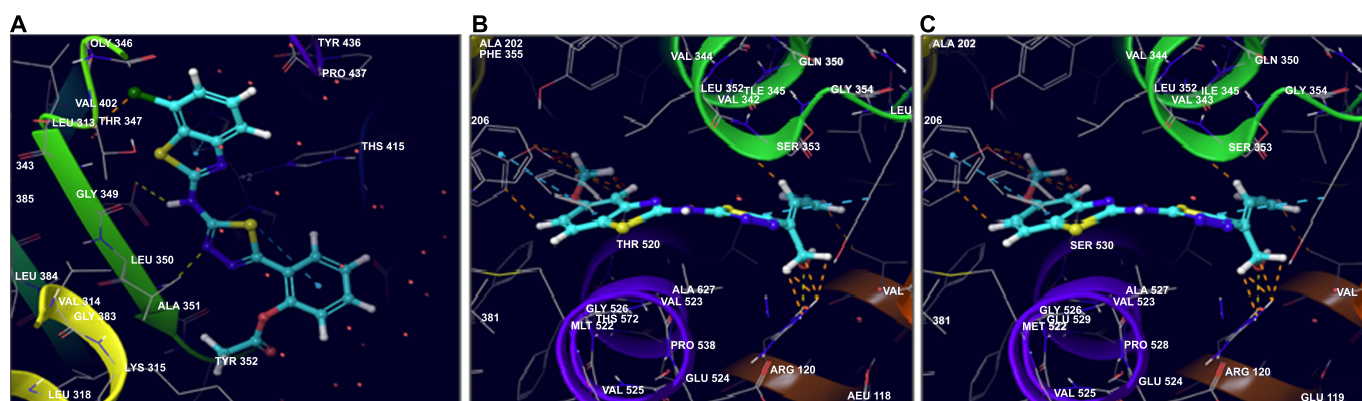 A
OLY 346
TYR 436
PRO 437
VAL 402
LEU 313
THR 347
THS 415
343
GLY 349
385
LEU 350
LEU 384
VAL 314
ALA 351
GLY 383
LYS 315
TYR 352
LEU 318
B
ALA 202
PHE 355
VAL 344
GLN 350
LEU 352
TLE 345
VAL 342
GLY 354
LEU
206
SER 353
THR 520
ALA 627
VAL 523
VAL
GLY 526
THS 572
MLT 522
381
PRO 538
GLU 524
ARG 120
VAL 525
AEU 118
C
ALA 202
VAL 344
GLN 350
LEU 352
ILE 345
VAL 343
GLY 354
206
SER 353
SER 530
ALA 527
VAL 523
VAL
GLY 526
GLU 529
MET 522
381
PRO 528
GLU 524
ARG 120
VAL 525
GLU 119